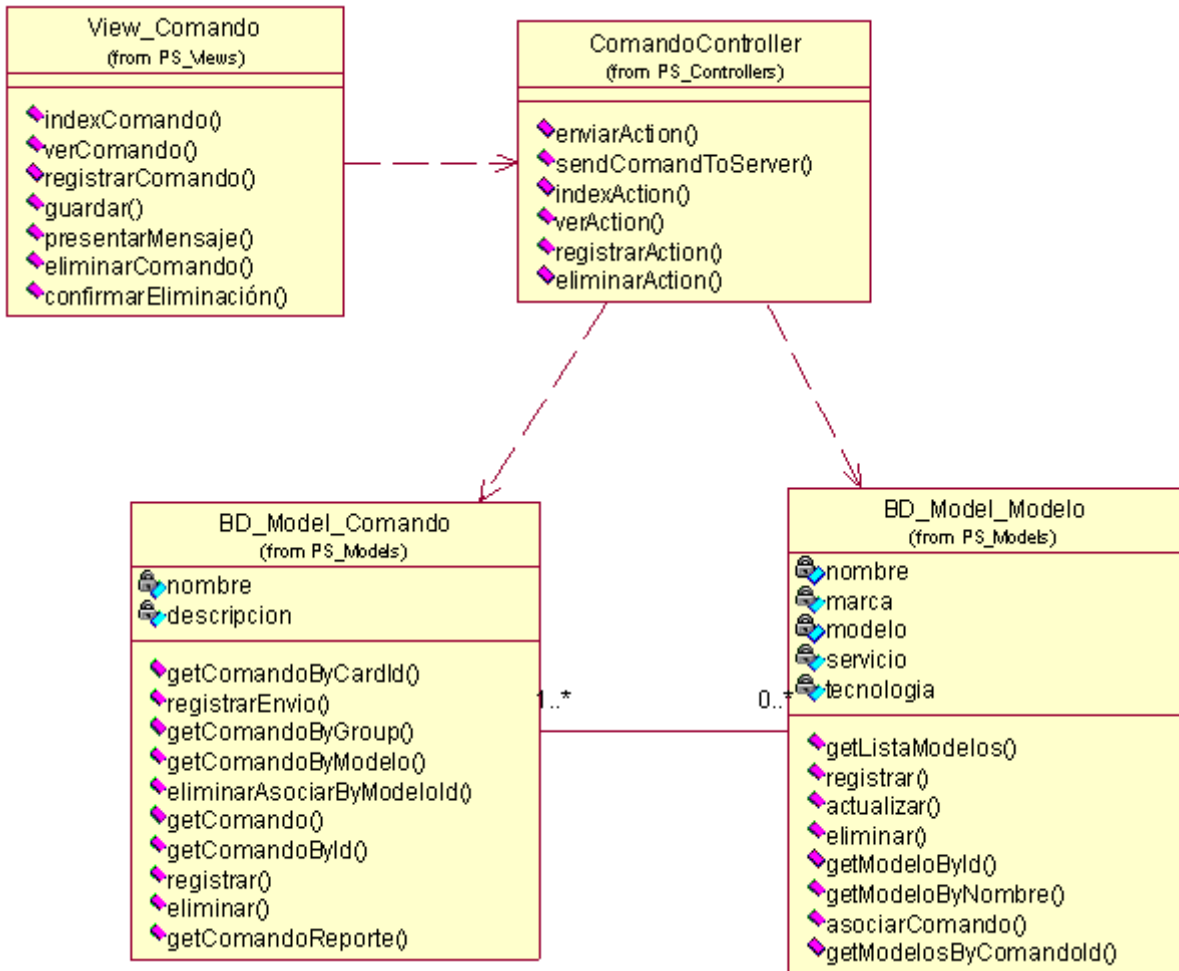 View_Comando
(from PS_Views)
indexComando()
verComando()
registrarComando()
guardar()
presentarMensaje()
eliminarComando()
confirmarEliminación()
ComandoController
(from PS_Controllers)
enviarAction()
sendComandToServer()
indexAction()
verAction()
registrarAction()
eliminarAction()
BD_Model_Comando
(from PS_Models)
nombre
descripcion
getComandoByCardId()
registrarEnvio()
getComandoByGroup()
getComandoByModelo()
eliminarAsociarByModeloId()
getComando()
getComandoById()
registrar()
eliminar()
getComandoReporte()
1..*
0..*
BD_Model_Modelo
(from PS_Models)
nombre
marca
modelo
servicio
tecnologia
getListaModelos()
registrar()
actualizar()
eliminar()
getModeloById()
getModeloByNombre()
asociarComando()
getModelosByComandoId()